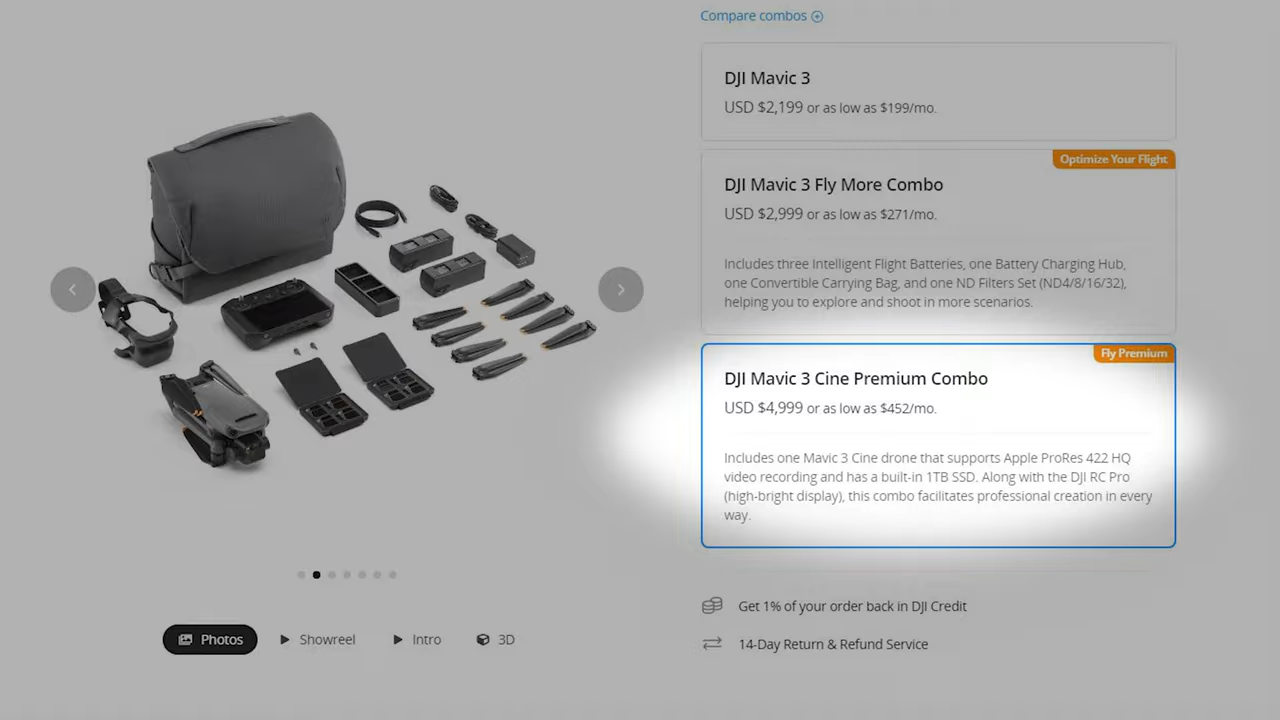 Compare combos
DJI Mavic 3
USD $2,199 or as low as $199/mo.
Optimize Your Flight
DJI Mavic 3 Fly More Combo
USD $2,999 or as low as $271/mo.
Includes three Intelligent Flight Batteries, one Battery Charging Hub,
one Convertible Carrying Bag, and one ND Filters Set (ND4/8/16/32),
helping you to explore and shoot in more scenarios.
Fly Premium
DJI Mavic 3 Cine Premium Combo
USD $4,999 or as low as $452/mo.
Includes one Mavic 3 Cine drone that supports Apple ProRes 422 HQ
video recording and has a built-in 1TB SSD. Along with the DJI RC Pro
(high-bright display), this combo facilitates professional creation in every
way.
Get 1% of your order back in DJI Credit
14-Day Return & Refund Service
Photos
Showreel
Intro
3D